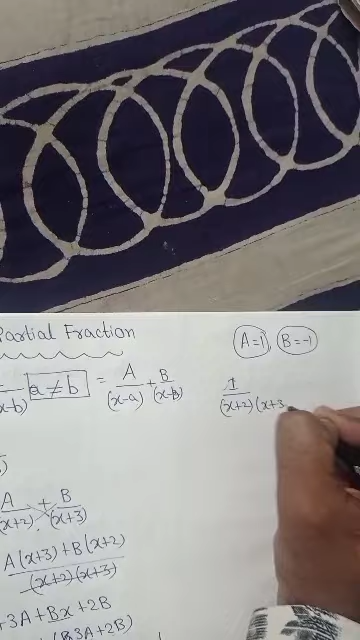 Partial Fraction
A=1, B=-1
x-b) a ≠ b = A/(x-a) + B/(x-b)
1/(x+2)(x+3
A/(x+2) + B/(x+3)
A(x+3)+B(x+2)
(x+2)(x+3)
+3A+Bx+2B
3A+2B)